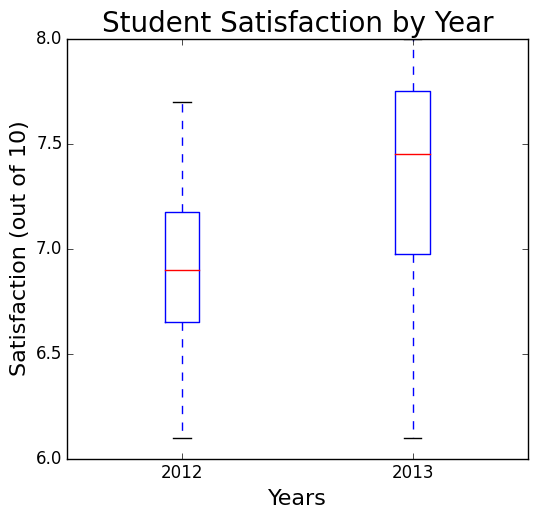 Student Satisfaction by Year
Satisfaction (out of 10)
8.0
7.5
7.0
6.5
6.0
2012 2013
Years